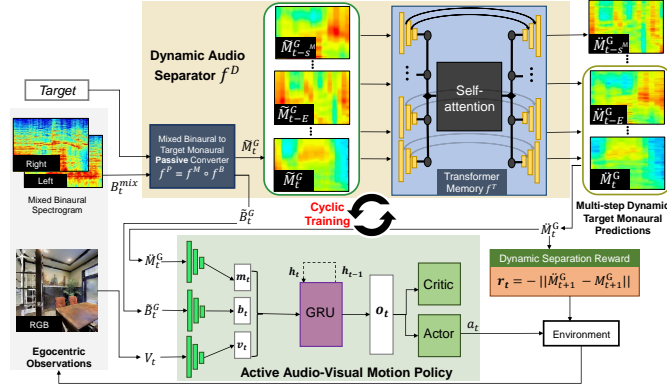 Target
Right
Left
Mixed Binaural
Spectrogram
B_t^{mix}
RGB
Egocentric
Observations
Dynamic Audio
Separator f^D
Mixed Binaural to
Target Monaural
Passive Converter
f^P = f^M ∘ f^B
M̃_t^G
B̃_t^G
M̃_{t-s^M}^G
M̃_{t-E}^G
M̃_t^G
Self-
attention
Transformer
Memory f^T
M̈_{t-s^M}^G
M̈_{t-E}^G
M̈_t^G
Multi-step Dynamic
Target Monaural
Predictions
Cyclic
Training
M̈_t^G
Dynamic Separation Reward
r_t = − ||M̈_{t+1}^G − M_{t+1}^G||
M̈_t^G
B̃_t^G
V_t
m_t
b_t
v_t
h_t
h_{t-1}
GRU
o_t
Critic
Actor
a_t
Environment
Active Audio-Visual Motion Policy